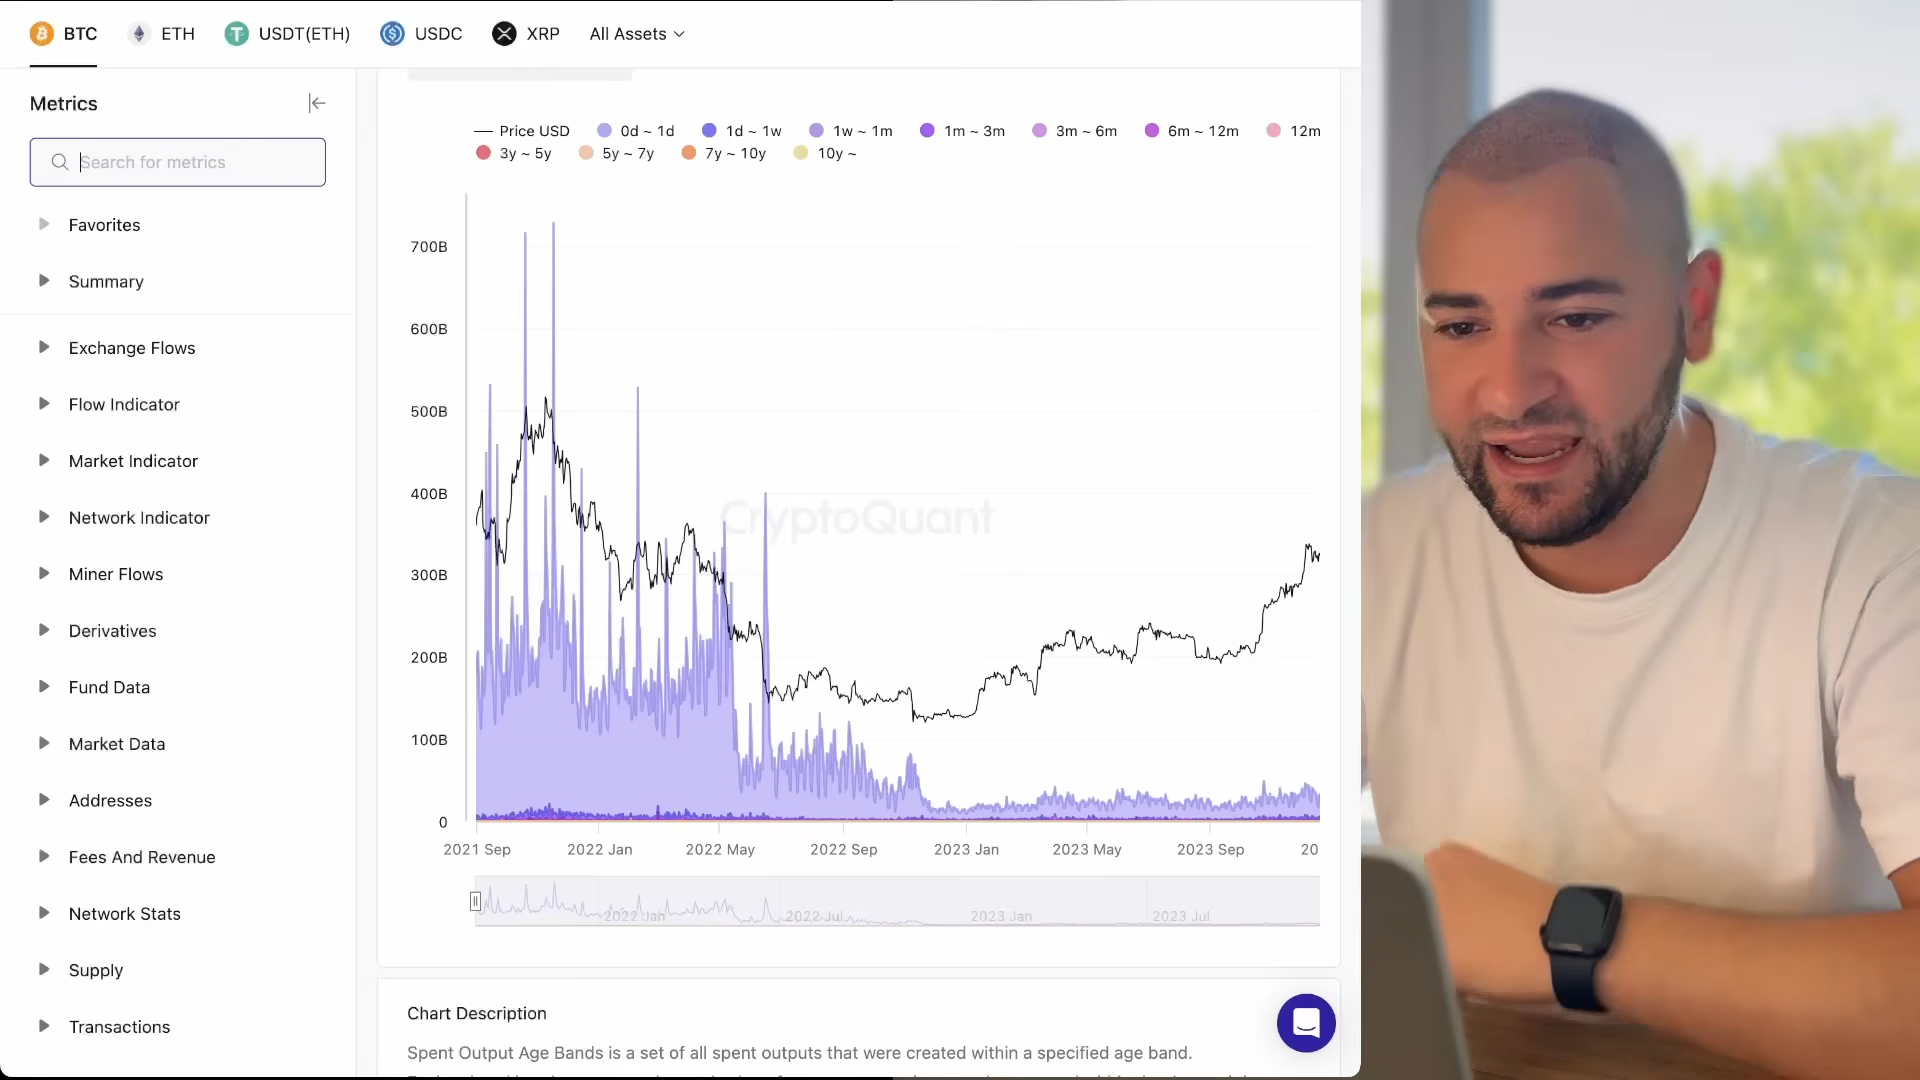 BTC ETH USDT(ETH) USDC XRP All Assets
Metrics
Search for metrics
Favorites
Summary
Exchange Flows
Flow Indicator
Market Indicator
Network Indicator
Miner Flows
Derivatives
Fund Data
Market Data
Addresses
Fees And Revenue
Network Stats
Supply
Transactions
Price USD 0d ~ 1d 1d ~ 1w 1w ~ 1m 1m ~ 3m 3m ~ 6m 6m ~ 12m 12m
3y ~ 5y 5y ~ 7y 7y ~ 10y 10y ~
700B
600B
500B
400B
300B
200B
100B
0
CryptoQuant
2021 Sep 2022 Jan 2022 May 2022 Sep 2023 Jan 2023 May 2023 Sep 20
2022 Jan 2022 Jul 2023 Jan 2023 Jul
Chart Description
Spent Output Age Bands is a set of all spent outputs that were created within a specified age band.